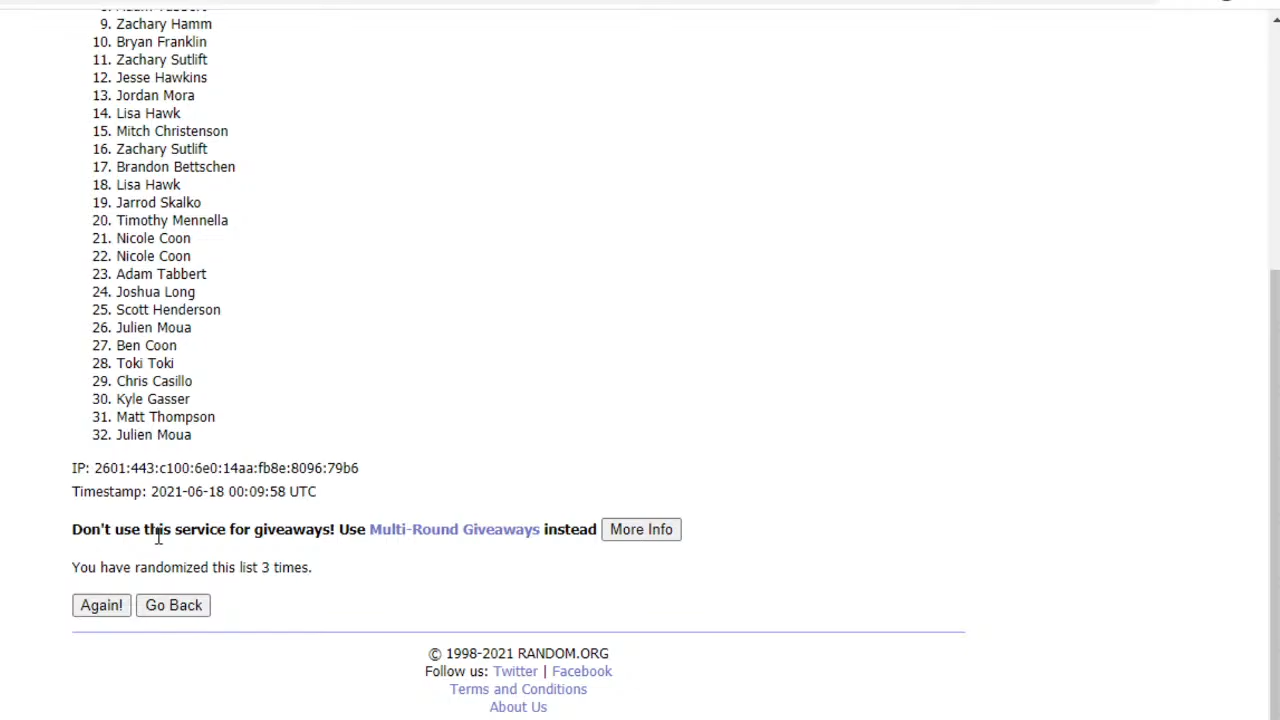 9. Zachary Hamm
10. Bryan Franklin
11. Zachary Sutlift
12. Jesse Hawkins
13. Jordan Mora
14. Lisa Hawk
15. Mitch Christenson
16. Zachary Sutlift
17. Brandon Bettschen
18. Lisa Hawk
19. Jarrod Skalko
20. Timothy Mennella
21. Nicole Coon
22. Nicole Coon
23. Adam Tabbert
24. Joshua Long
25. Scott Henderson
26. Julien Moua
27. Ben Coon
28. Toki Toki
29. Chris Casillo
30. Kyle Gasser
31. Matt Thompson
32. Julien Moua
IP: 2601:443:c100:6e0:14aa:fb8e:8096:79b6
Timestamp: 2021-06-18 00:09:58 UTC
Don't use this service for giveaways! Use Multi-Round Giveaways instead More Info
You have randomized this list 3 times.
Again! Go Back
© 1998-2021 RANDOM.ORG
Follow us: Twitter | Facebook
Terms and Conditions
About Us